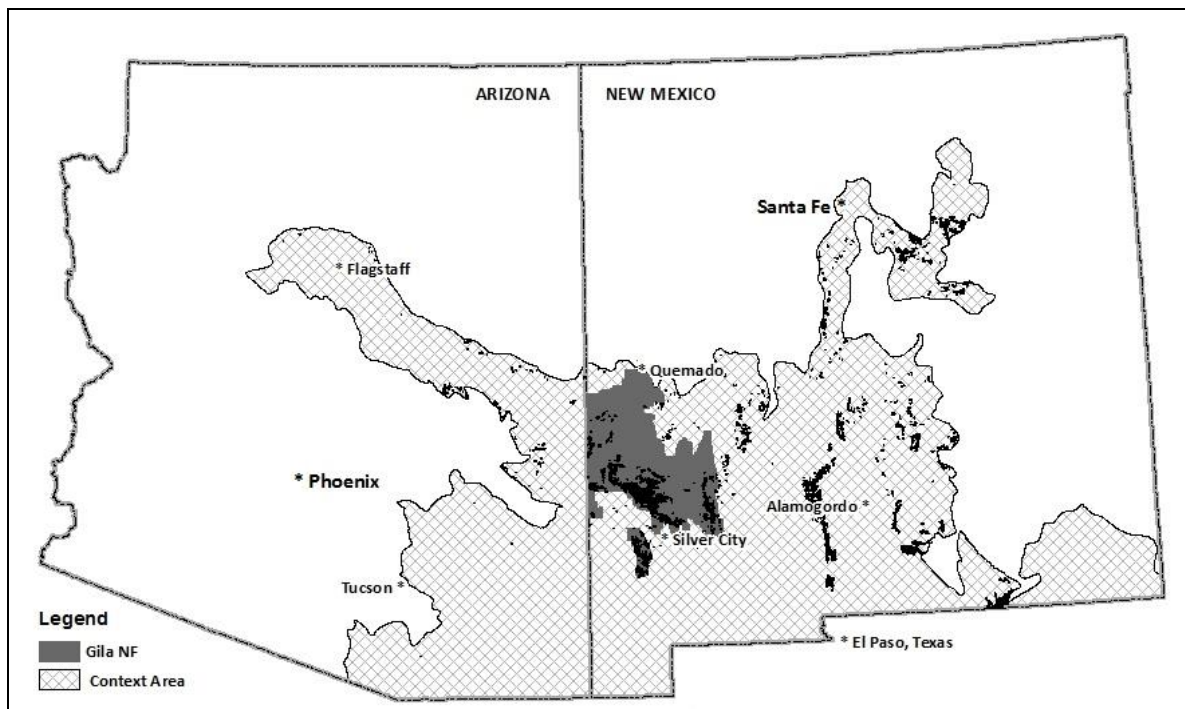 ARIZONA
NEW MEXICO
Santa Fe *
* Flagstaff
* Quemado
* Phoenix
Alamogordo *
* Silver City
Tucson *
Legend
Gila NF
* El Paso, Texas
Context Area